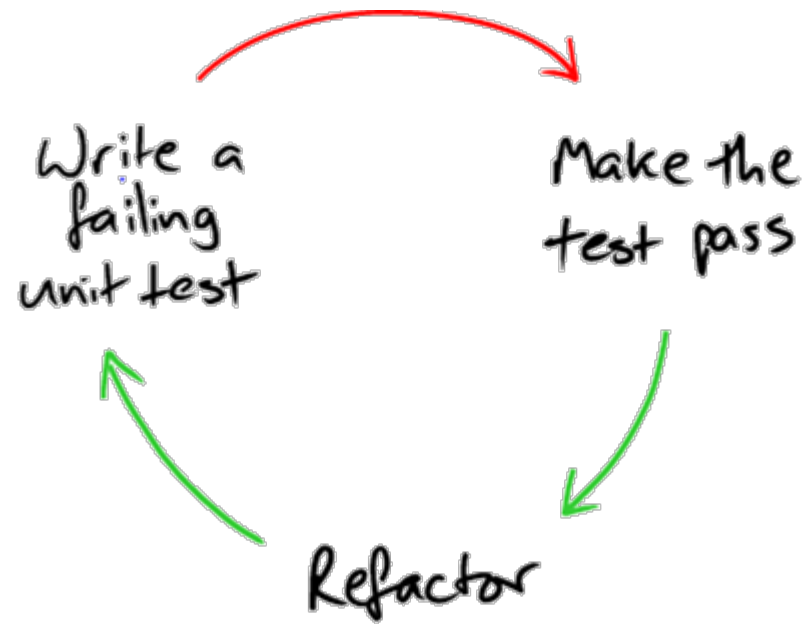 Write a
failing
unit test
Make the
test pass
Refactor